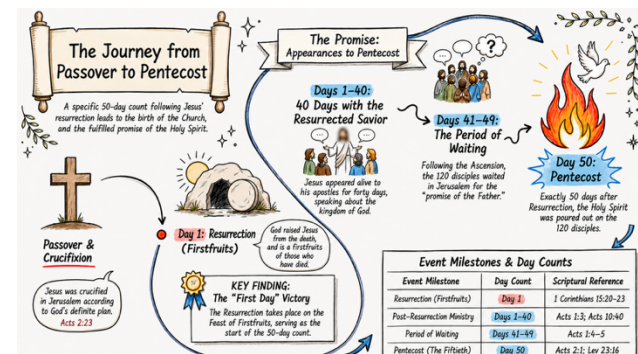 The Journey from
Passover to Pentecost
A specific 50-day count following Jesus'
resurrection leads to the birth of the Church,
and the fulfilled promise of the Holy Spirit.
Passover &
Crucifixion
Jesus was crucified
in Jerusalem according
to God's definite plan.
Acts 2:23
Day 1: Resurrection
(Firstfruits)
God raised Jesus
from the death,
and is a firstfruits
of those who
have died.
KEY FINDING:
The "First Day" Victory
The Resurrection takes place on the
Feast of Firstfruits, serving as the
start of the 50-day count.
The Promise:
Appearances to Pentecost
Days 1–40:
40 Days with the
Resurrected Savior
Jesus appeared alive to
his apostles for forty days,
speaking about the
kingdom of God.
?
Days 41–49:
The Period of
Waiting
Following the Ascension,
the 120 disciples waited
in Jerusalem for the
"promise of the Father."
Day 50:
Pentecost
Exactly 50 days after
Resurrection, the Holy Spirit
was poured out on the
120 disciples.
Event Milestones & Day Counts
Event Milestone Day Count Scriptural Reference
Resurrection (Firstfruits) Day 1 1 Corinthians 15:20–23
Post-Resurrection Ministry Days 1–40 Acts 1:3; Acts 10:40
Period of Waiting Days 41–49 Acts 1:4–5
Pentecost (The Fiftieth) Day 50 Acts 2:1; Lev 23:16